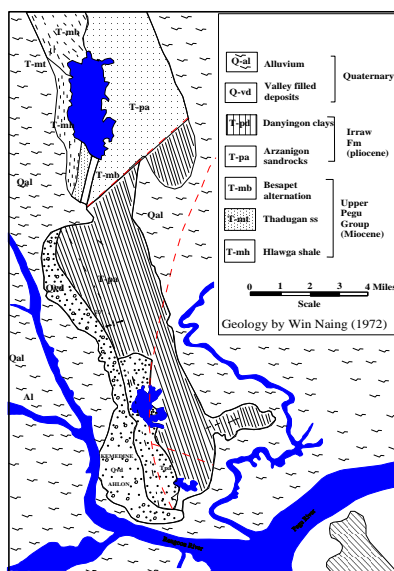 T-mb
T-mt
T-pa
T-mb
Qal
Qal
T-pa
Qal
Al
KEMEDINE
Qvd
AHLON
Q-al Alluvium
Quaternary
Q-vd Valley filled
deposits
T-pd Danyingon clays
Irraw
Fm
(pliocene)
T-pa Arzanigon
sandrocks
T-mb Besapet
alternation
Upper
Pegu
Group
(Miocene)
T-mt Thadugan ss
T-mh Hlawga shale
0 1 2 3 4 Miles
Scale
Geology by Win Naing (1972)